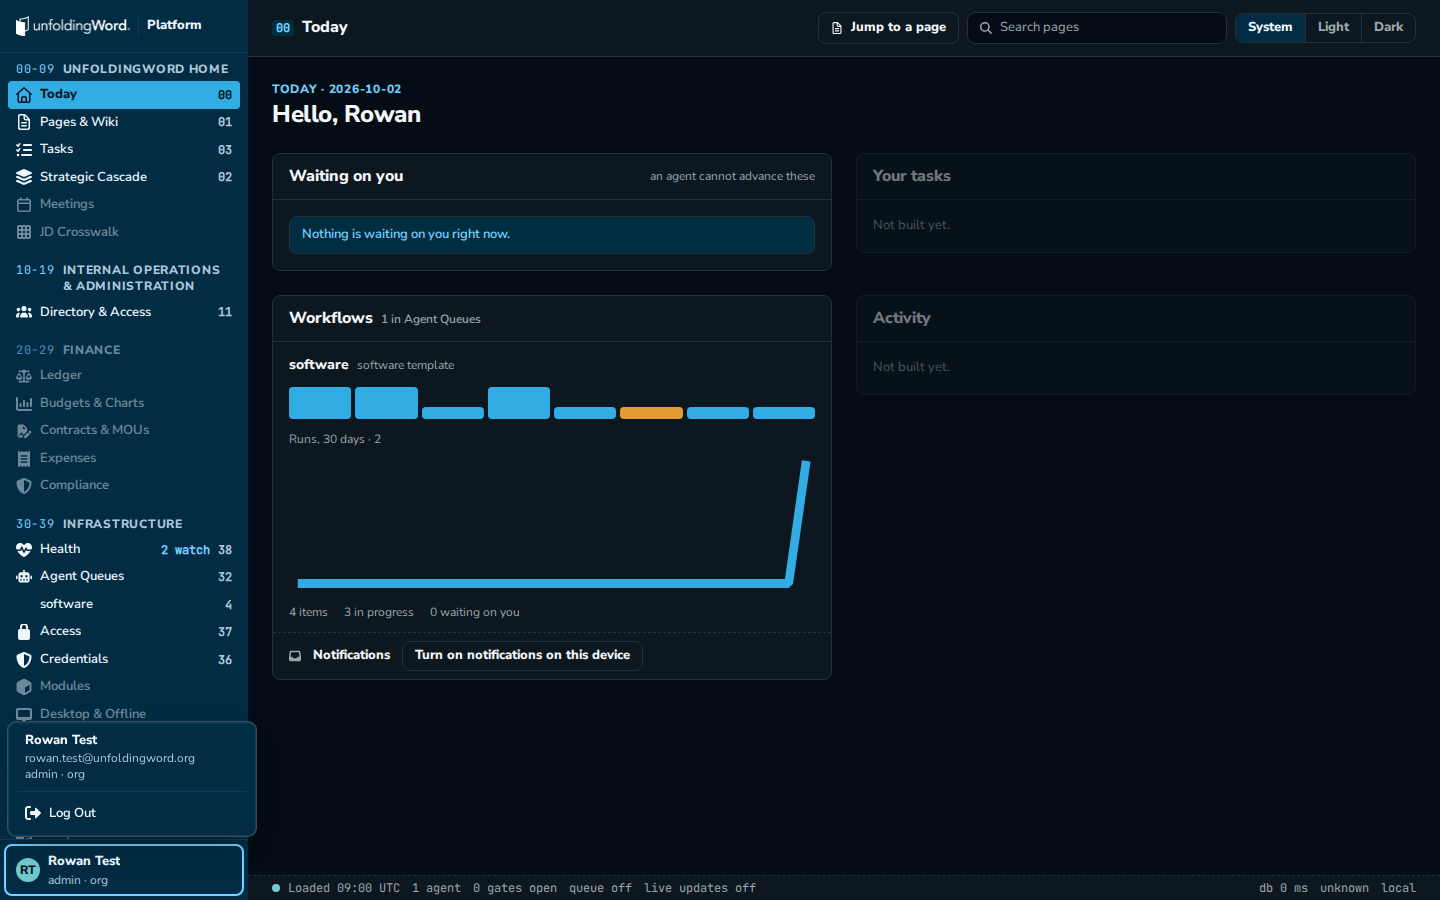 unfoldingWord® Platform
00-09 UNFOLDINGWORD HOME
Today 00
Pages & Wiki 01
Tasks 03
Strategic Cascade 02
Meetings
JD Crosswalk
10-19 INTERNAL OPERATIONS
& ADMINISTRATION
Directory & Access 11
20-29 FINANCE
Ledger
Budgets & Charts
Contracts & MOUs
Expenses
Compliance
30-39 INFRASTRUCTURE
Health 2 watch 38
Agent Queues 32
software 4
Access 37
Credentials 36
Modules
Desktop & Offline
Rowan Test
rowan.test@unfoldingword.org
admin · org
Log Out
RT
Rowan Test
admin · org
00 Today
Jump to a page
Search pages
System Light Dark
TODAY · 2026-10-02
Hello, Rowan
Waiting on you
an agent cannot advance these
Nothing is waiting on you right now.
Your tasks
Not built yet.
Workflows 1 in Agent Queues
software software template
Runs, 30 days · 2
4 items 3 in progress 0 waiting on you
Notifications Turn on notifications on this device
Activity
Not built yet.
Loaded 09:00 UTC 1 agent 0 gates open queue off live updates off
db 0 ms unknown local